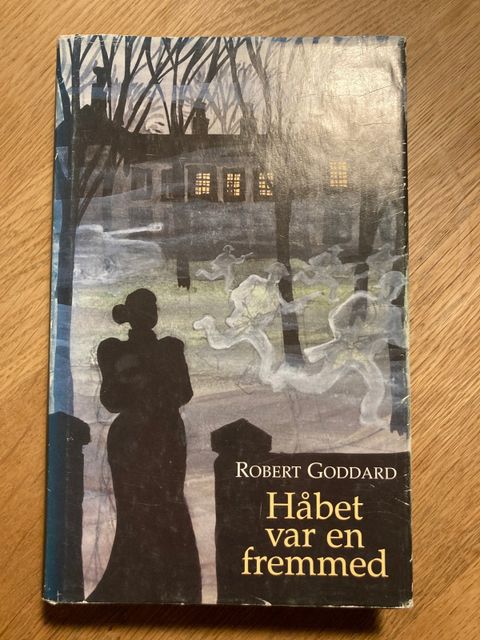 ROBERT GODDARD
Håbet
var en
fremmed